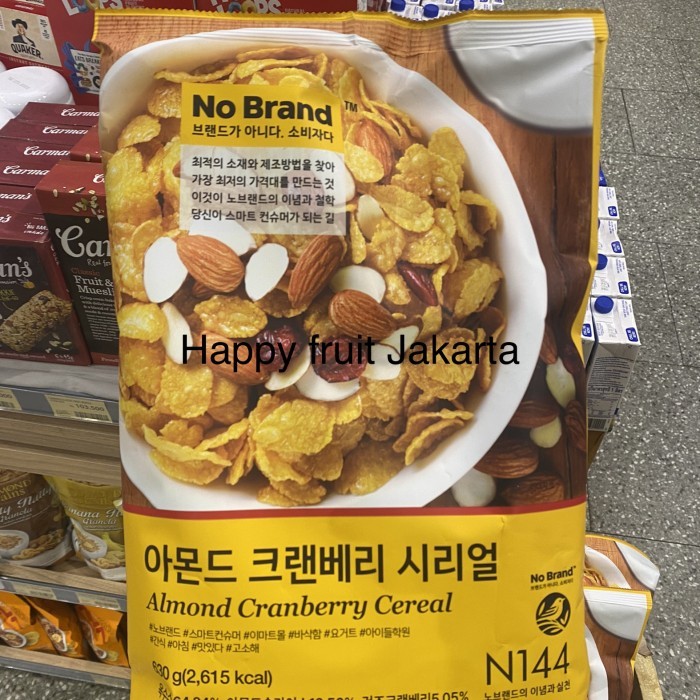 No Brand™
브랜드가 아니다. 소비자다
최적의 소재와 제조방법을 찾아
가장 최저의 가격대를 만드는 것
이것이 노브랜드의 이념과 철학
당신이 스마트 컨슈머가 되는 길
Happy fruit Jakarta
아몬드 크랜베리 시리얼
Almond Cranberry Cereal
#노브랜드 #스마트컨슈머 #이마트몰 #바삭함 #요거트 #아이들학원
#간식 #아침 #맛있다 #고소해
630 g(2,615 kcal)
No Brand
N144
노브랜드의 이념과 실천
QUAKER
Carman
Carman
Fruit &
Muesli